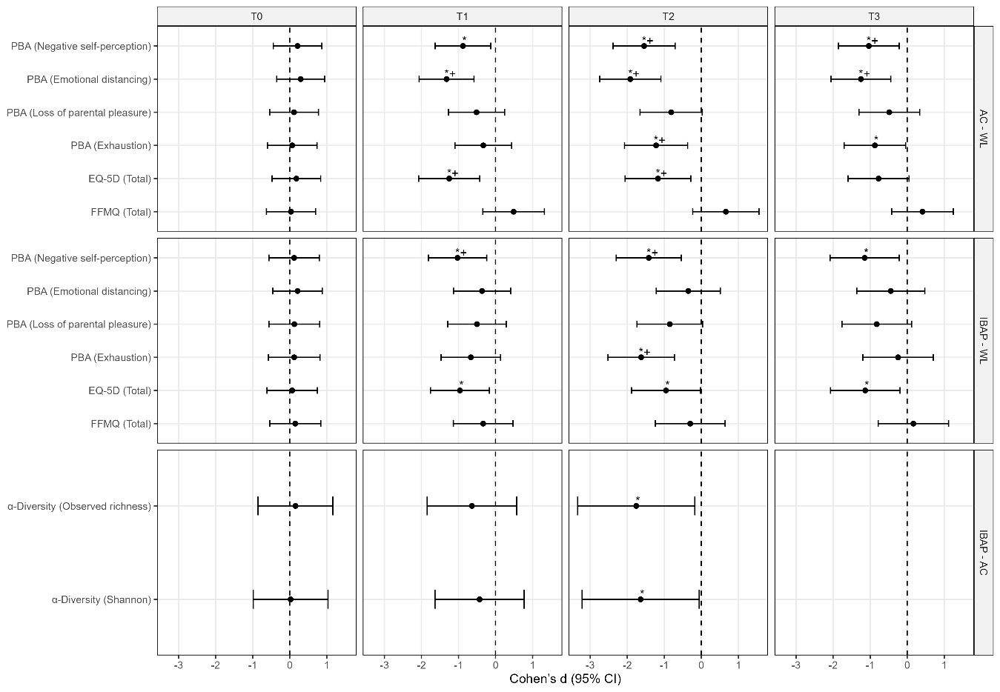 T0 T1 T2 T3
PBA (Negative self-perception) * *+ *+
PBA (Emotional distancing) *+ *+ *+
PBA (Loss of parental pleasure)
PBA (Exhaustion) *+ *
EQ-5D (Total) *+ *+
FFMQ (Total)
AC - WL
PBA (Negative self-perception) *+ *+ *
PBA (Emotional distancing)
PBA (Loss of parental pleasure)
PBA (Exhaustion) *+
EQ-5D (Total) * * *
FFMQ (Total)
IBAP - WL
α-Diversity (Observed richness) *
α-Diversity (Shannon) *
IBAP - AC
-3 -2 -1 0 1 -3 -2 -1 0 1 -3 -2 -1 0 1 -3 -2 -1 0 1
Cohen's d (95% CI)